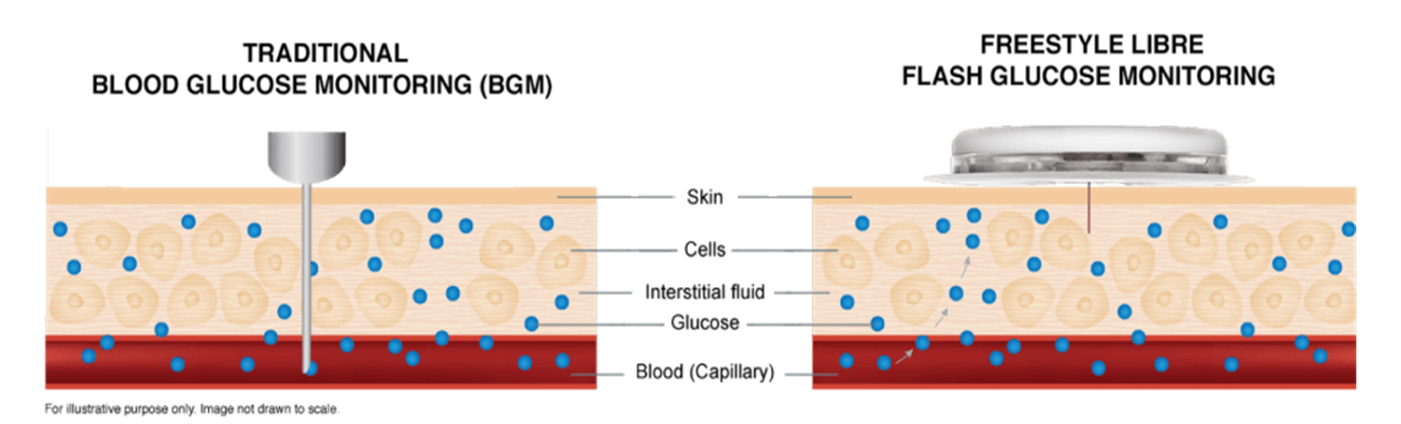 TRADITIONAL
BLOOD GLUCOSE MONITORING (BGM)
FREESTYLE LIBRE
FLASH GLUCOSE MONITORING
Skin
Cells
Interstitial fluid
Glucose
Blood (Capillary)
For illustrative purpose only. Image not drawn to scale.